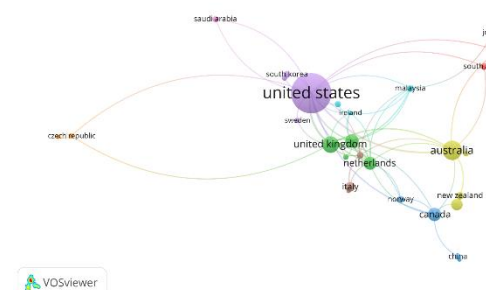 saudi arabia
south korea
united states
malaysia
ireland
sweden
czech republic
united kingdom
australia
netherlands
italy
norway
new zealand
canada
china
VOSviewer